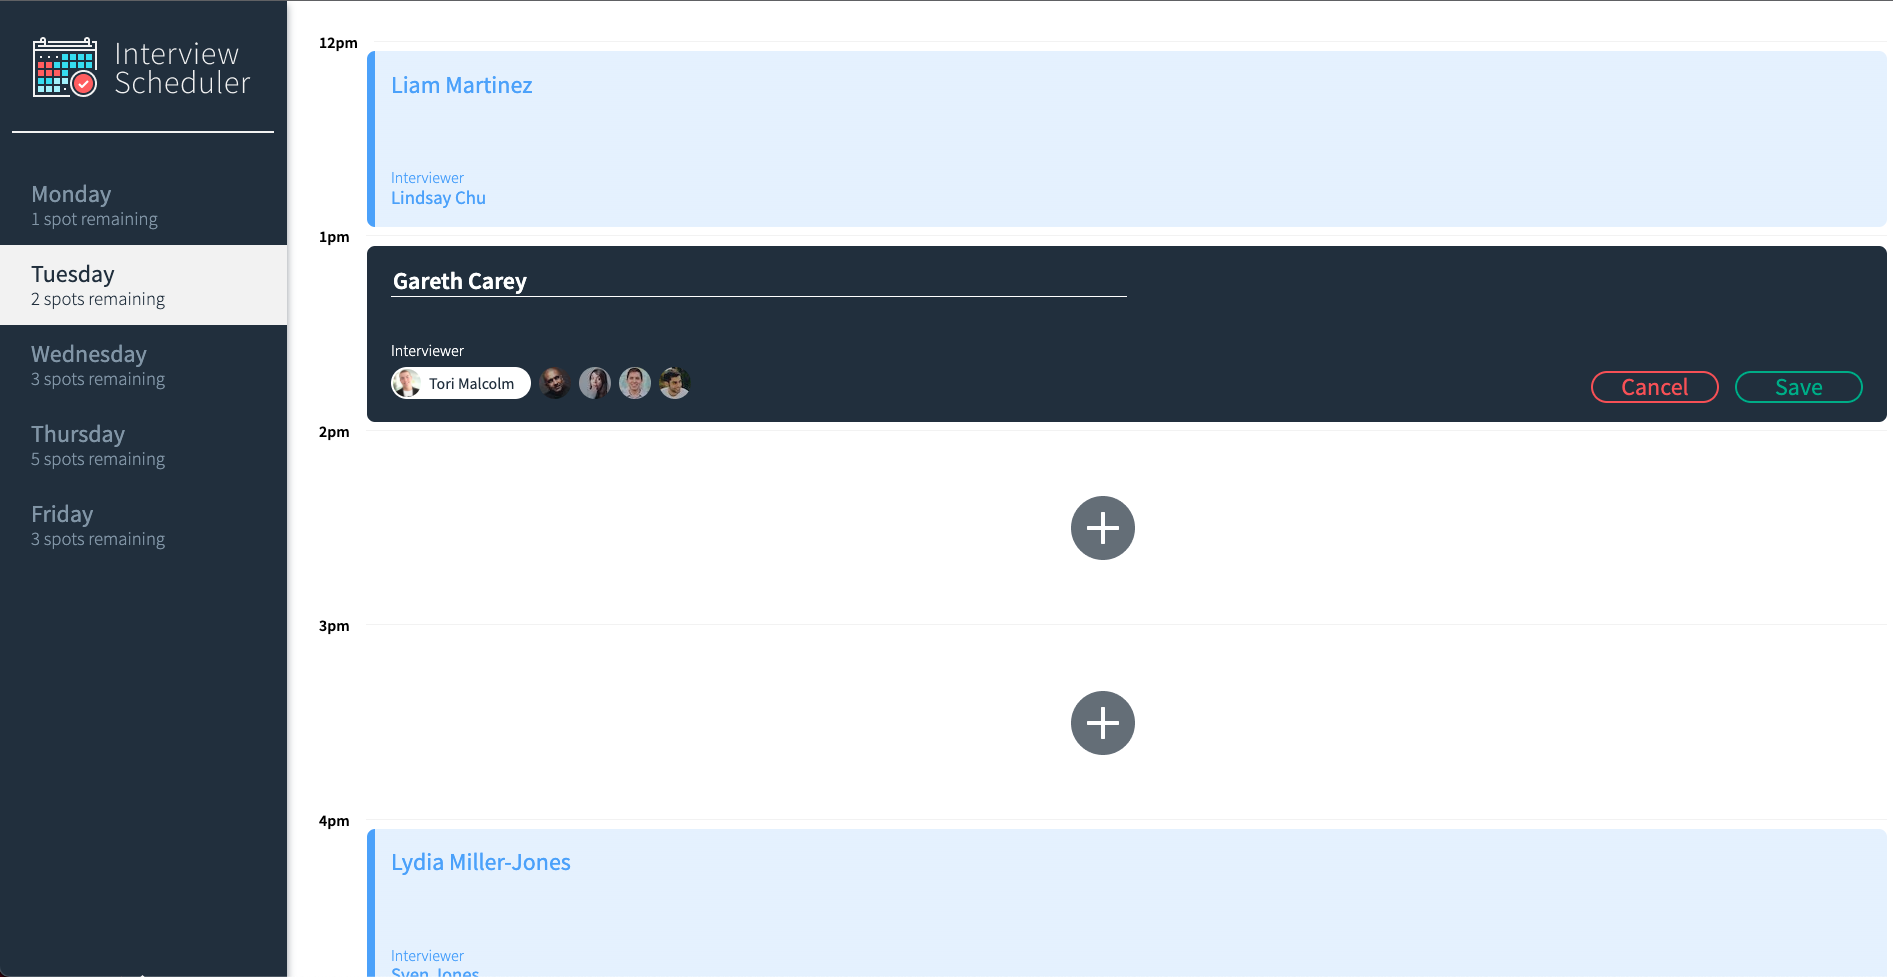 Interview
Scheduler
Monday
1 spot remaining
Tuesday
2 spots remaining
Wednesday
3 spots remaining
Thursday
5 spots remaining
Friday
3 spots remaining
12pm
Liam Martinez
Interviewer
Lindsay Chu
1pm
Gareth Carey
Interviewer
Tori Malcolm
Cancel Save
2pm
3pm
4pm
Lydia Miller-Jones
Interviewer
Sven Jones